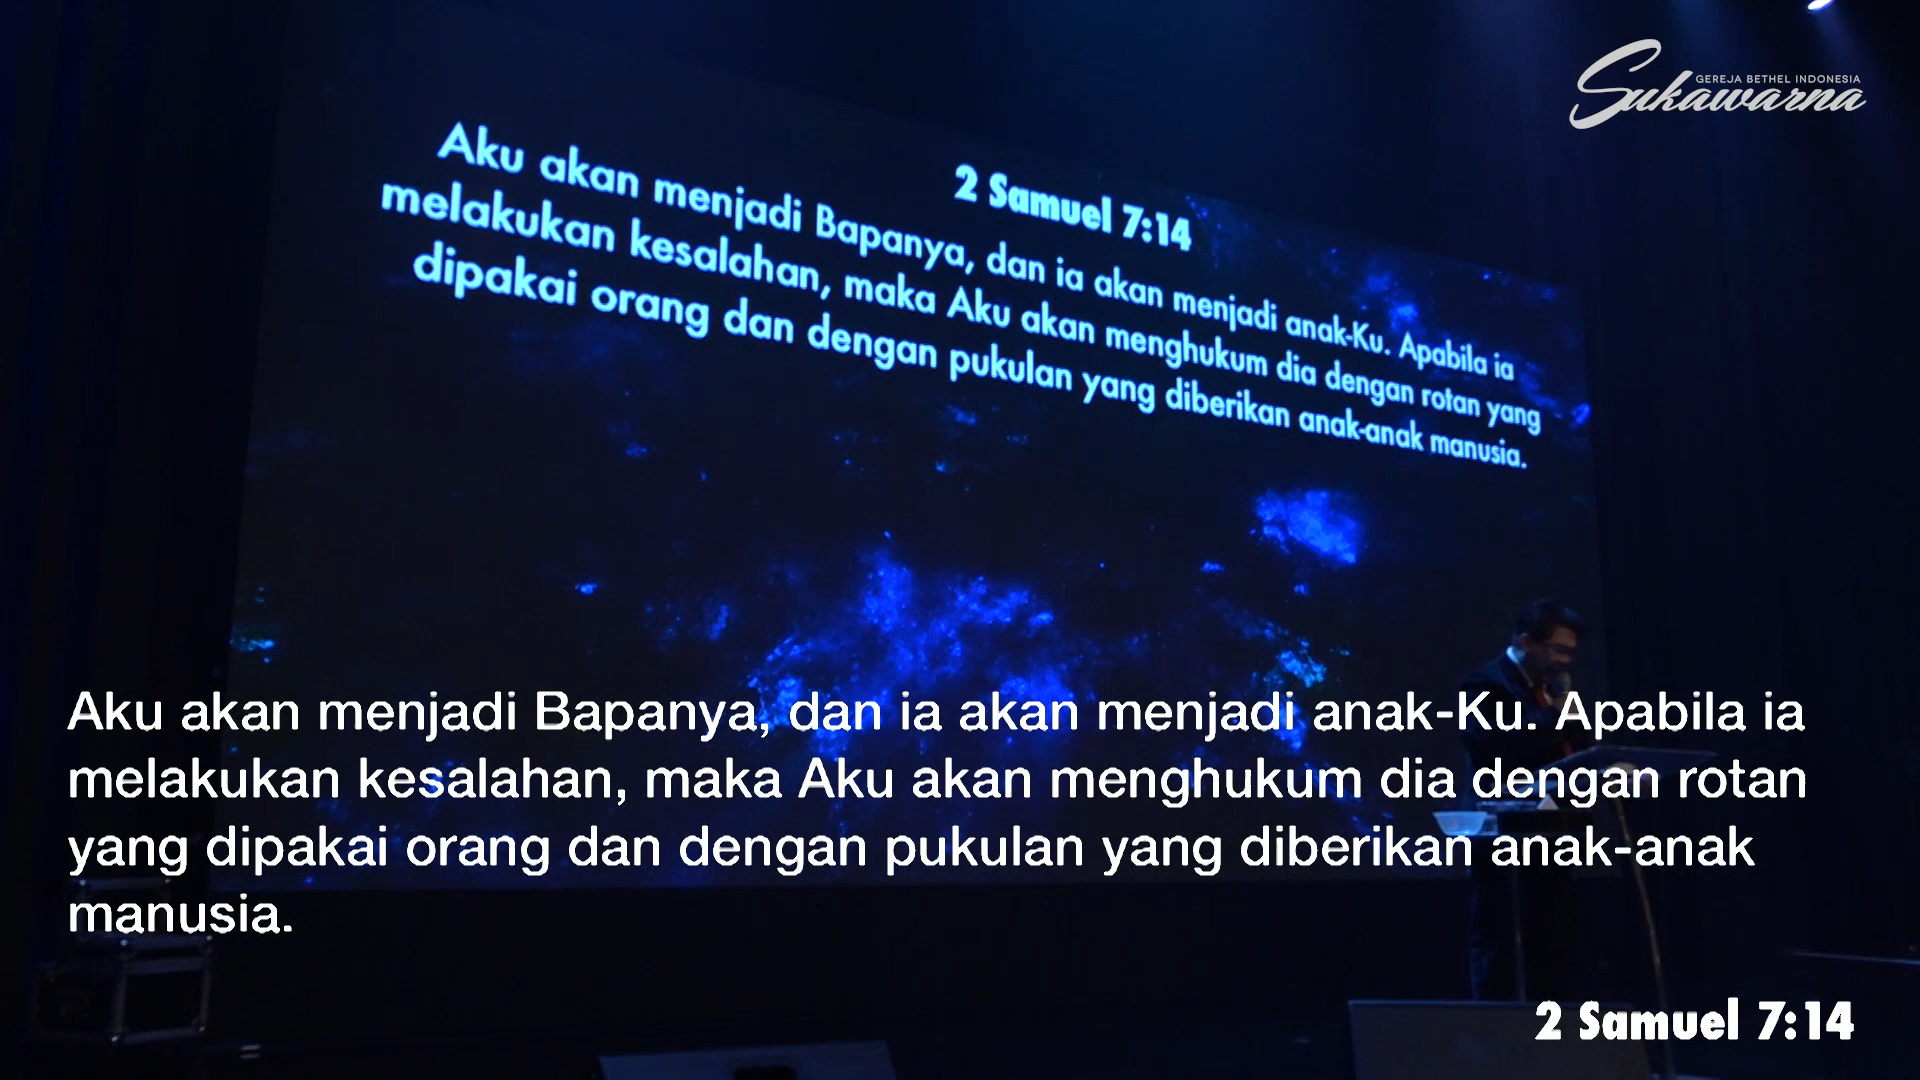 GEREJA BETHEL INDONESIA
Sukawarna
2 Samuel 7:14
Aku akan menjadi Bapanya, dan ia akan menjadi anak-Ku. Apabila ia
melakukan kesalahan, maka Aku akan menghukum dia dengan rotan yang
dipakai orang dan dengan pukulan yang diberikan anak-anak manusia.
Aku akan menjadi Bapanya, dan ia akan menjadi anak-Ku. Apabila ia
melakukan kesalahan, maka Aku akan menghukum dia dengan rotan
yang dipakai orang dan dengan pukulan yang diberikan anak-anak
manusia.
2 Samuel 7:14